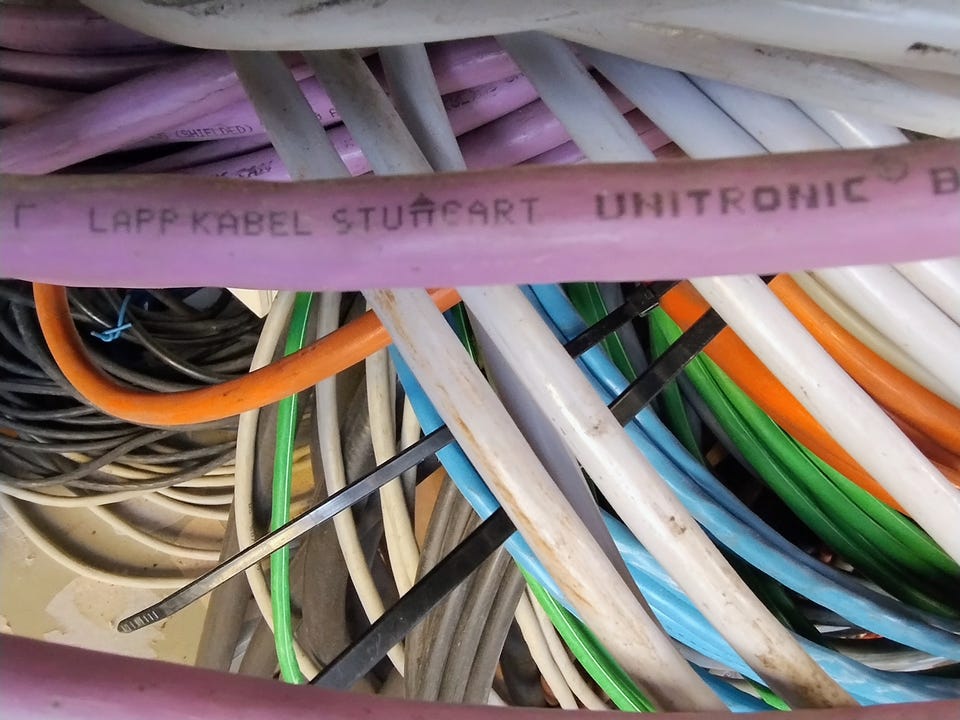 (SHIELDED)
LAPP KABEL STUTTGART UNITRONIC® B